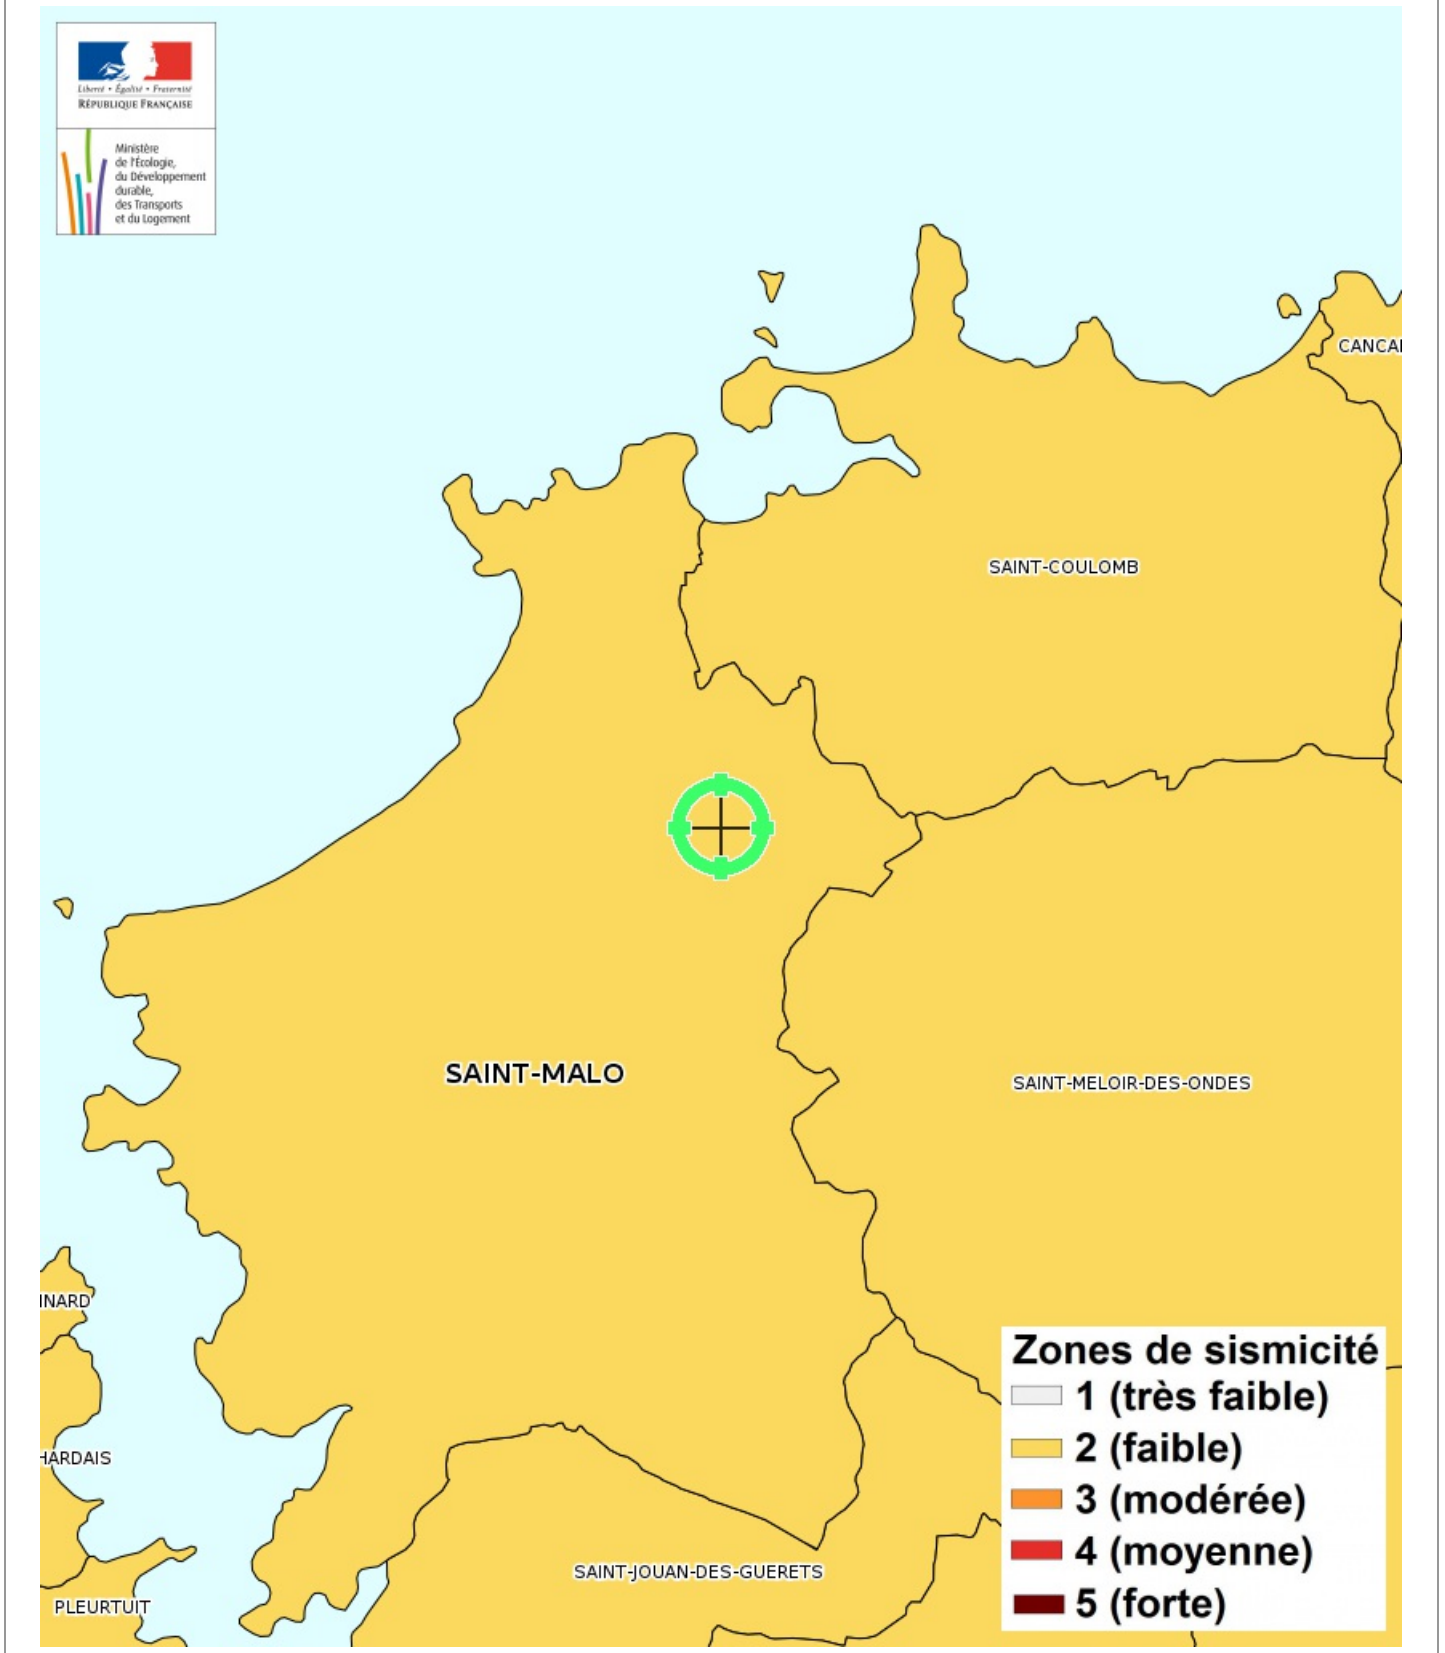 Liberté • Égalité • Fraternité
RÉPUBLIQUE FRANÇAISE
Ministère
de l'Écologie,
du Développement
durable,
des Transports
et du Logement
CANCAL
SAINT-COULOMB
SAINT-MALO
SAINT-MELOIR-DES-ONDES
INARD
HARDAIS
PLEURTUIT
SAINT-JOUAN-DES-GUERETS
Zones de sismicité
1 (très faible)
2 (faible)
3 (modérée)
4 (moyenne)
5 (forte)